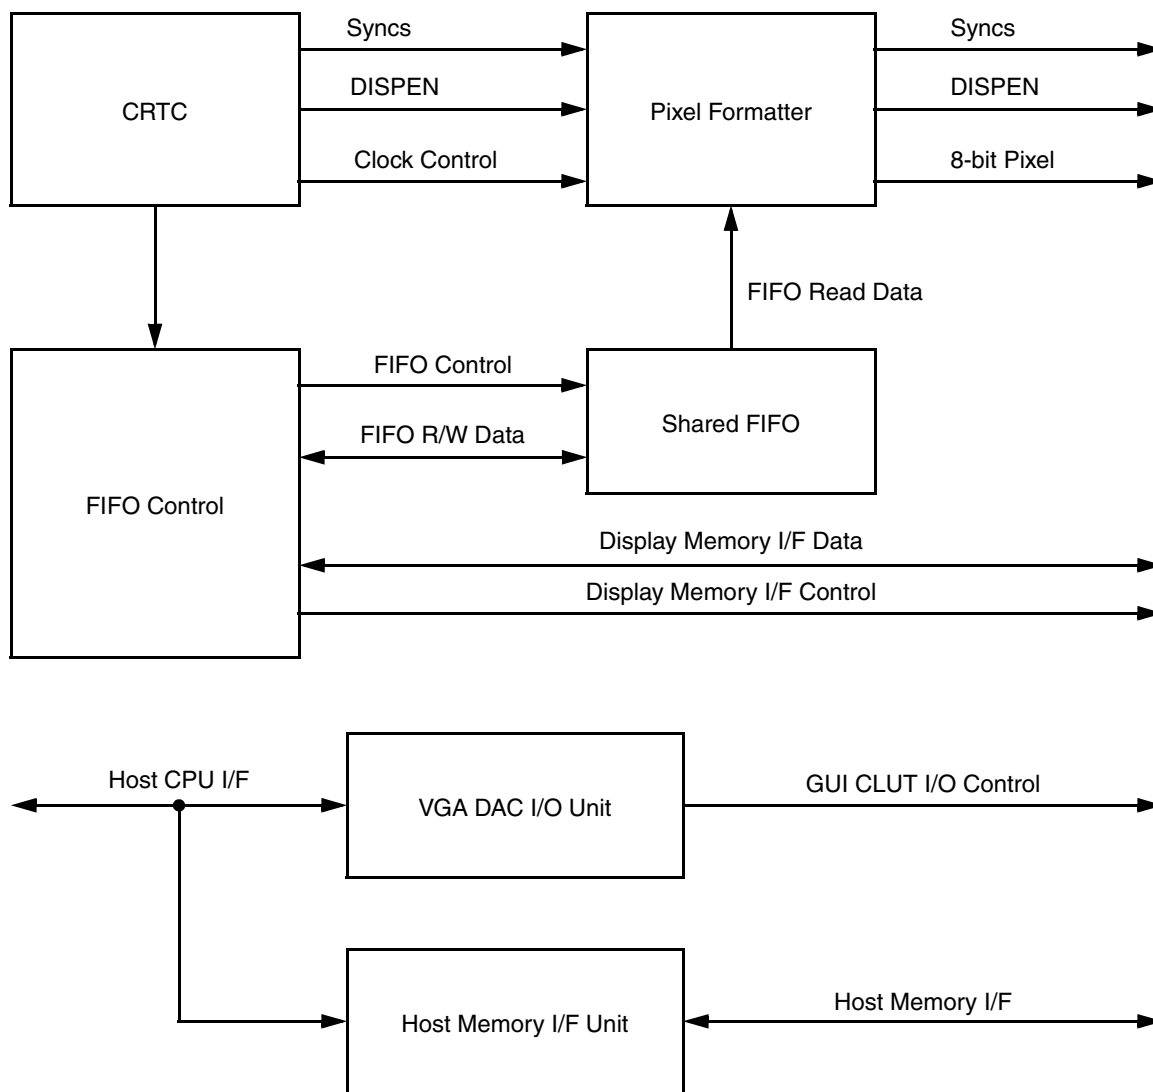 Syncs
Syncs
DISPEN
DISPEN
CRTC
Pixel Formatter
Clock Control
8-bit Pixel
FIFO Read Data
FIFO Control
Shared FIFO
FIFO R/W Data
FIFO Control
Display Memory I/F Data
Display Memory I/F Control
Host CPU I/F
GUI CLUT I/O Control
VGA DAC I/O Unit
Host Memory I/F
Host Memory I/F Unit